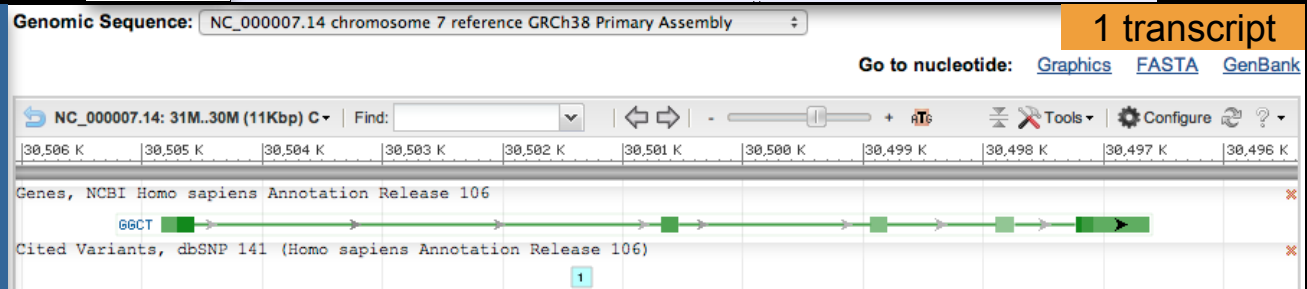 Genomic Sequence: NC_000007.14 chromosome 7 reference GRCh38 Primary Assembly
1 transcript
Go to nucleotide: Graphics FASTA GenBank
NC_000007.14: 31M..30M (11Kbp) C Find: - + ATG Tools Configure ?
30,506 K 30,505 K 30,504 K 30,503 K 30,502 K 30,501 K 30,500 K 30,499 K 30,498 K 30,497 K 30,496 K
Genes, NCBI Homo sapiens Annotation Release 106
GGCT
Cited Variants, dbSNP 141 (Homo sapiens Annotation Release 106)
1